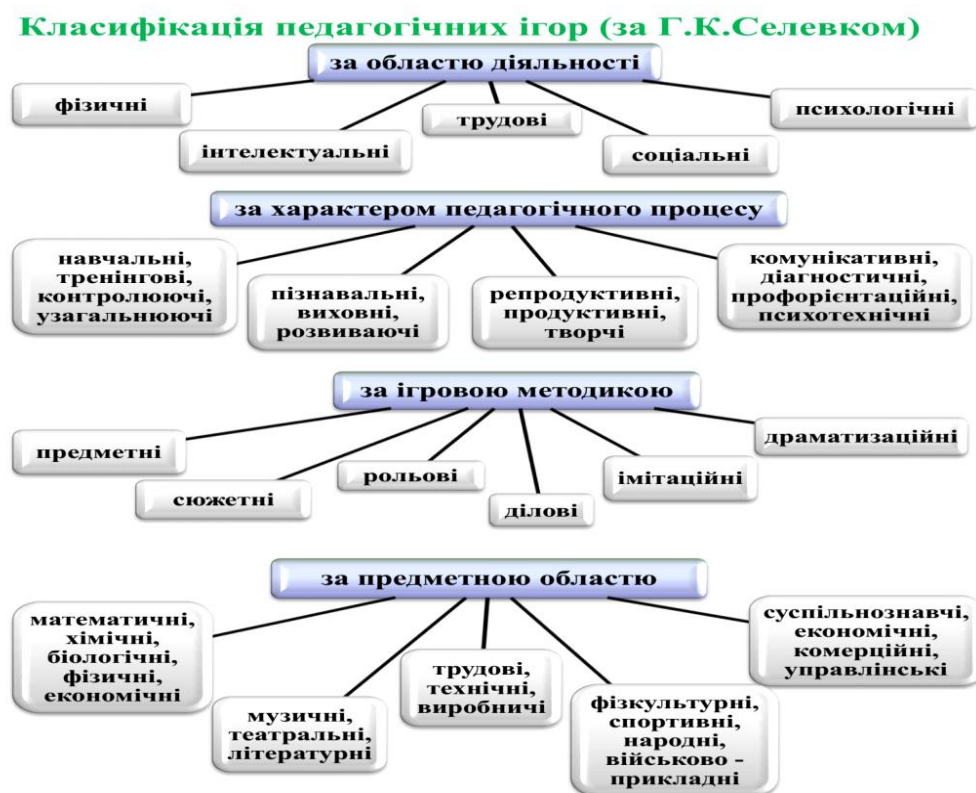 Класифікація педагогічних ігор (за Г.К.Селевком)
за областю діяльності
фізичні
інтелектуальні
трудові
соціальні
психологічні
за характером педагогічного процесу
навчальні,
тренінгові,
контролюючі,
узагальнюючі
пізнавальні,
виховні,
розвиваючі
репродуктивні,
продуктивні,
творчі
комунікативні,
діагностичні,
профорієнтаційні,
психотехнічні
за ігровою методикою
предметні
сюжетні
рольові
ділові
імітаційні
драматизаційні
за предметною областю
математичні,
хімічні,
біологічні,
фізичні,
економічні
музичні,
театральні,
літературні
трудові,
технічні,
виробничі
фізкультурні,
спортивні,
народні,
військово -
прикладні
суспільнознавчі,
економічні,
комерційні,
управлінські